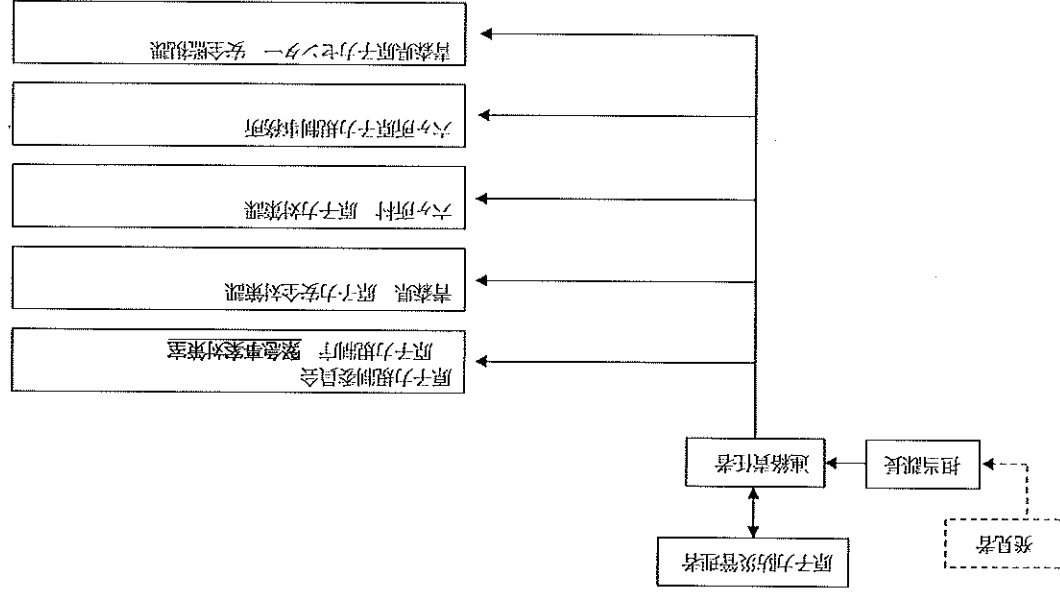 原子力防災管理者
発見者
担当課長
連絡責任者
原子力規制委員会
原子力規制庁 緊急事案対策室
青森県 原子力安全対策課
六ヶ所村 原子力対策課
六ヶ所原子力規制事務所
青森県原子力センター 安全監視課